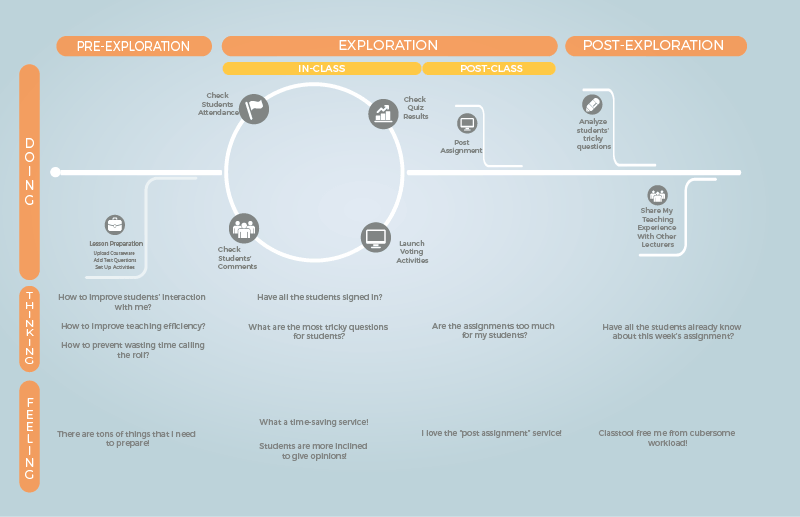 PRE-EXPLORATION
EXPLORATION
POST-EXPLORATION
IN-CLASS
POST-CLASS
DOING
Check
Students
Attendance
Check
Quiz
Results
Post
Assignment
Analyze
students'
tricky
questions
Lesson Preparation
Upload Courseware
Add Test Questions
Set Up Activities
Check
Students'
Comments
Launch
Voting
Activities
Share My
Teaching
Experience
With Other
Lecturers
THINKING
How to improve students' interaction
with me?
How to improve teaching efficiency?
How to prevent wasting time calling
the roll?
Have all the students signed in?
What are the most tricky questions
for students?
Are the assignments too much
for my students?
Have all the students already know
about this week's assignment?
FEELING
There are tons of things that I need
to prepare!
What a time-saving service!
Students are more inclined
to give opinions!
I love the "post assignment" service!
Classtool free me from cubersome
workload!